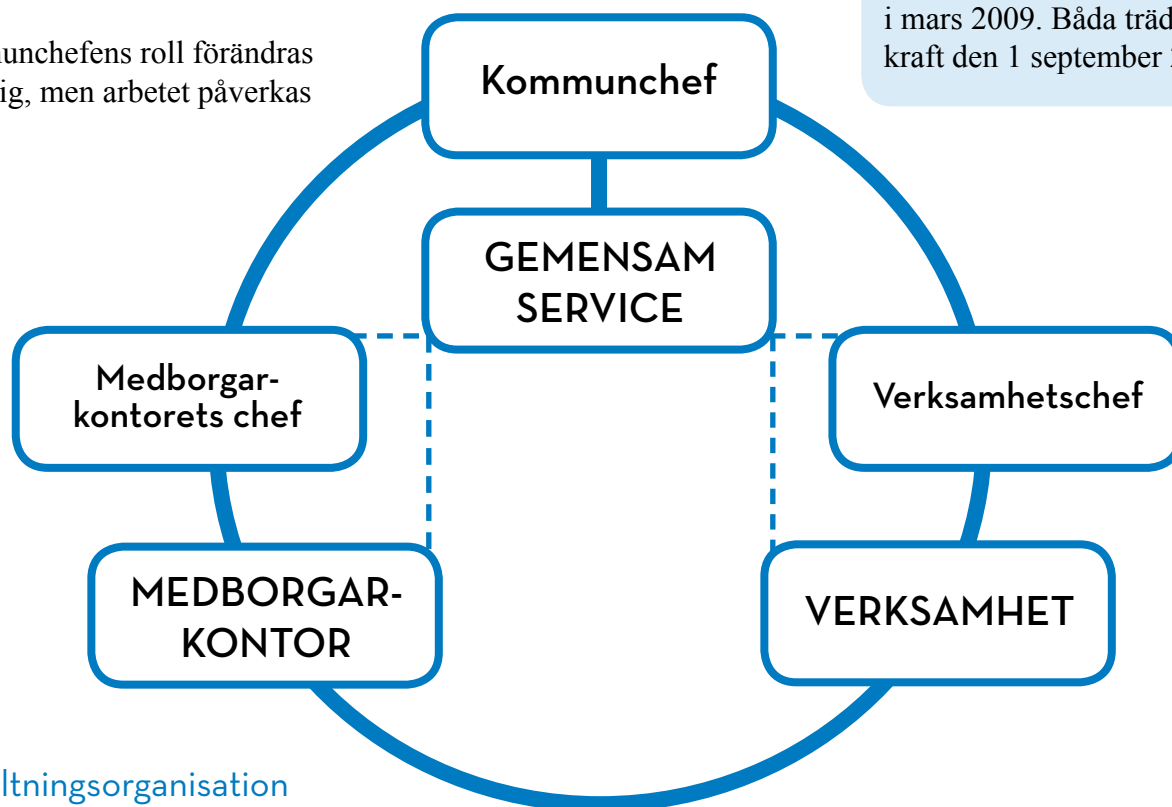 i mars 2009. Båda träd
kraft den 1 september
unchefens roll förändras
ig, men arbetet påverkas
Kommunchef
GEMENSAM
SERVICE
Medborgar-
kontorets chef
Verksamhetschef
MEDBORGAR-
KONTOR
VERKSAMHET
ltningsorganisation